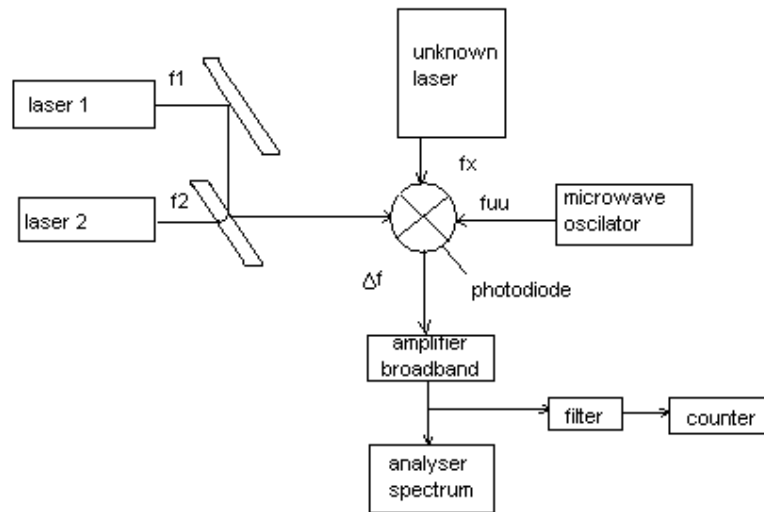 unknown
laser
f1
laser 1
fx
f2
laser 2
fuu
microwave
oscilator
Δf
photodiode
amplifier
broadband
filter
counter
analyser
spectrum